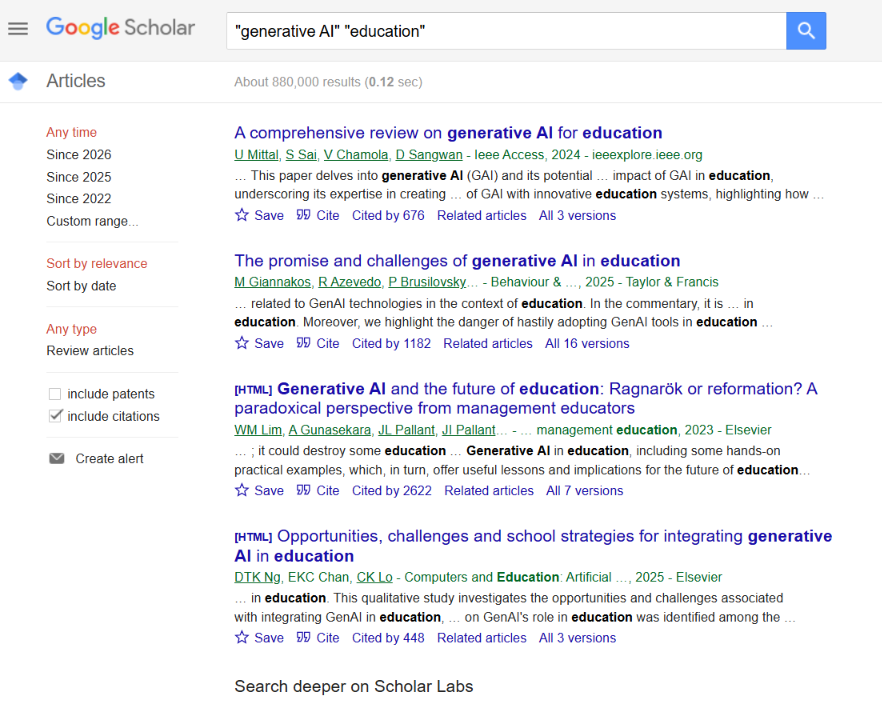 Google Scholar
"generative AI" "education"
Articles
About 880,000 results (0.12 sec)
Any time
Since 2026
Since 2025
Since 2022
Custom range...
Sort by relevance
Sort by date
Any type
Review articles
include patents
include citations
Create alert
A comprehensive review on generative AI for education
U Mittal, S Sai, V Chamola, D Sangwan - Ieee Access, 2024 - ieeexplore.ieee.org
… This paper delves into generative AI (GAI) and its potential … impact of GAI in education,
underscoring its expertise in creating … of GAI with innovative education systems, highlighting how …
Save Cite Cited by 676 Related articles All 3 versions
The promise and challenges of generative AI in education
M Giannakos, R Azevedo, P Brusilovsky… - Behaviour & …, 2025 - Taylor & Francis
… related to GenAI technologies in the context of education. In the commentary, it is … in
education. Moreover, we highlight the danger of hastily adopting GenAI tools in education …
Save Cite Cited by 1182 Related articles All 16 versions
[HTML] Generative AI and the future of education: Ragnarök or reformation? A
paradoxical perspective from management educators
WM Lim, A Gunasekara, JL Pallant, JI Pallant… - … management education, 2023 - Elsevier
… ; it could destroy some education … Generative AI in education, including some hands-on
practical examples, which, in turn, offer useful lessons and implications for the future of education…
Save Cite Cited by 2622 Related articles All 7 versions
[HTML] Opportunities, challenges and school strategies for integrating generative
AI in education
DTK Ng, EKC Chan, CK Lo - Computers and Education: Artificial …, 2025 - Elsevier
… in education. This qualitative study investigates the opportunities and challenges associated
with integrating GenAI in education, … on GenAI's role in education was identified among the …
Save Cite Cited by 448 Related articles All 3 versions
Search deeper on Scholar Labs